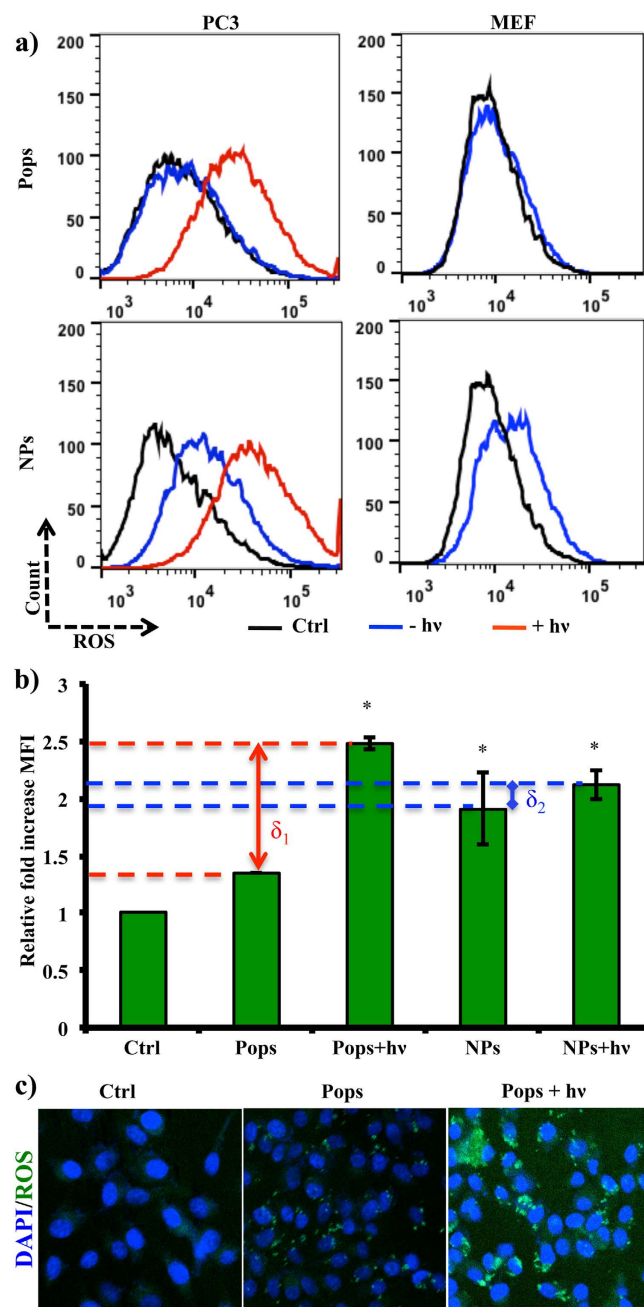 PC3 MEF
a)
Pops
200
150
100
50
0
10³ 10⁴ 10⁵
200
150
100
50
0
10³ 10⁴ 10⁵
NPs
200
150
100
50
0
10³ 10⁴ 10⁵
200
150
100
50
0
10³ 10⁴ 10⁵
Count
ROS
Ctrl - hν + hν
b)
Relative fold increase MFI
3
2.5
2
1.5
1
0.5
0
* * *
δ₁
δ₂
Ctrl Pops Pops+hν NPs NPs+hν
c)
Ctrl Pops Pops + hν
DAPI/ROS